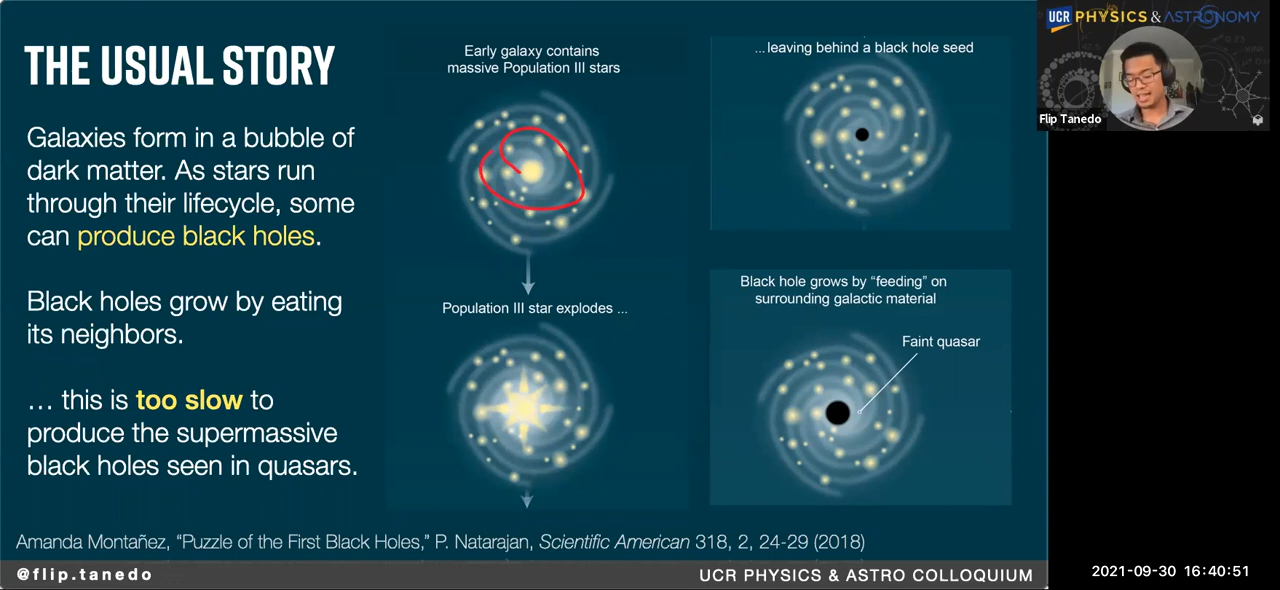 THE USUAL STORY
Galaxies form in a bubble of
dark matter. As stars run
through their lifecycle, some
can produce black holes.
Black holes grow by eating
its neighbors.
… this is too slow to
produce the supermassive
black holes seen in quasars.
Early galaxy contains
massive Population III stars
Population III star explodes ...
...leaving behind a black hole seed
Black hole grows by “feeding” on
surrounding galactic material
Faint quasar
Amanda Montañez, “Puzzle of the First Black Holes,” P. Natarajan, Scientific American 318, 2, 24-29 (2018)
@flip.tanedo
UCR PHYSICS & ASTRO COLLOQUIUM
UCR PHYSICS & ASTRONOMY
Flip Tanedo
2021-09-30 16:40:51